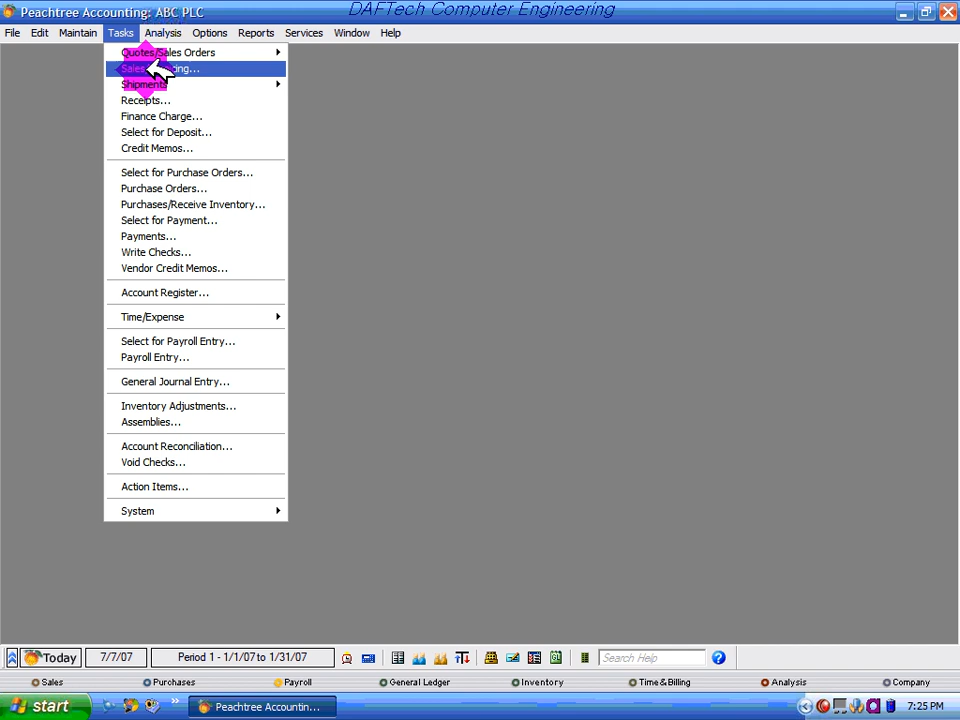 Peachtree Accounting: ABC PLC
DAFTech Computer Engineering
File Edit Maintain Tasks Analysis Options Reports Services Window Help
Quotes/Sales Orders
Sales
Shipments
Receipts...
Finance Charge...
Select for Deposit...
Credit Memos...
Select for Purchase Orders...
Purchase Orders...
Purchases/Receive Inventory...
Select for Payment...
Payments...
Write Checks...
Vendor Credit Memos...
Account Register...
Time/Expense
Select for Payroll Entry...
Payroll Entry...
General Journal Entry...
Inventory Adjustments...
Assemblies...
Account Reconciliation...
Void Checks...
Action Items...
System
Today 7/7/07 Period 1 - 1/1/07 to 1/31/07 Search Help
Sales Purchases Payroll General Ledger Inventory Time & Billing Analysis Company
start Peachtree Accountin... 7:25 PM